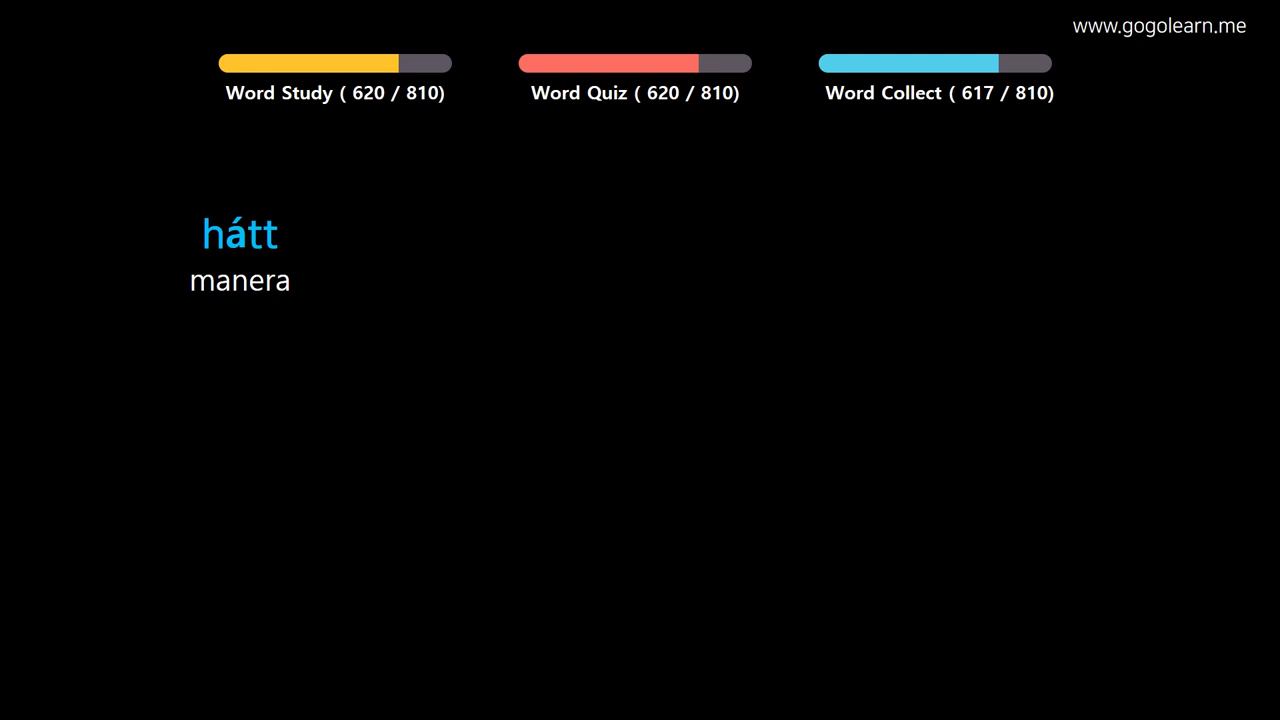 www.gogolearn.me
Word Study ( 620 / 810)
Word Quiz ( 620 / 810)
Word Collect ( 617 / 810)
hátt
manera